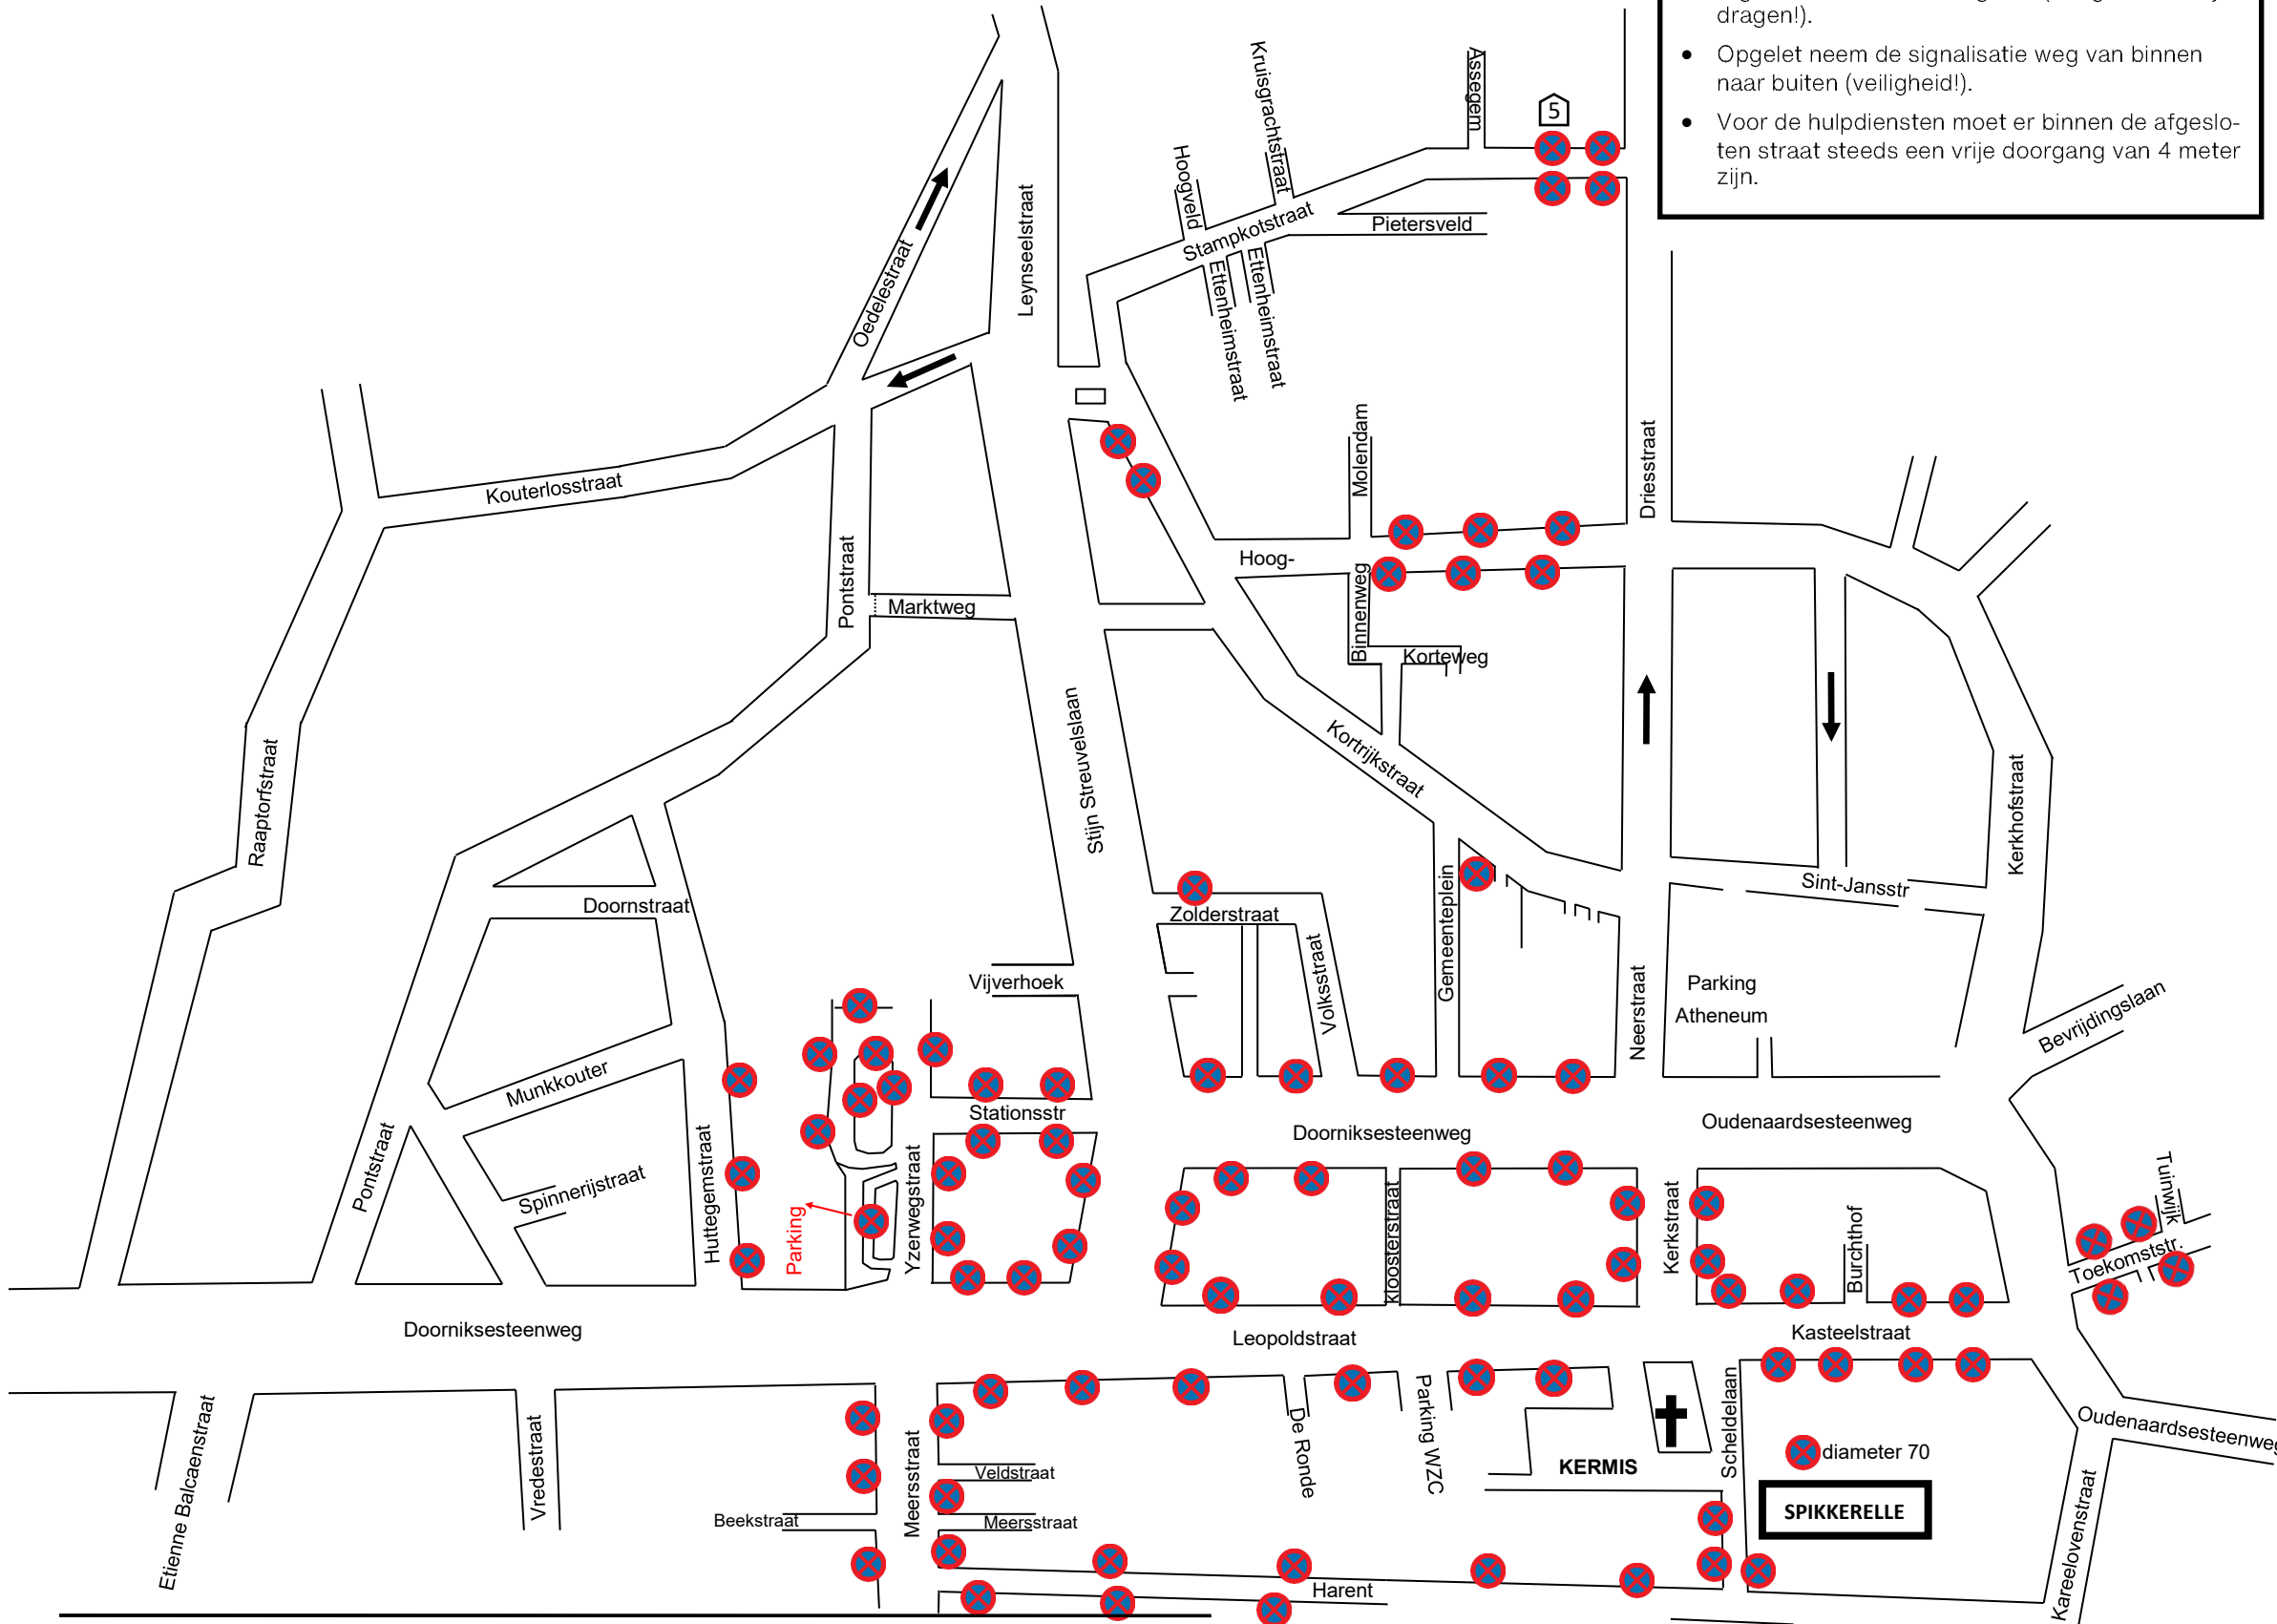 dragen!).
• Opgelet neem de signalisatie weg van binnen
naar buiten (veiligheid!).
• Voor de hulpdiensten moet er binnen de afgeslo-
ten straat steeds een vrije doorgang van 4 meter
zijn.
5
Assegem
Kruisgrachtstraat
Hoogveld
Stampkotstraat
Pietersveld
Ettenheimstraat
Ettenheimstraat
Leynseelstraat
Oedelestraat
Kouterlosstraat
Molendam
Driesstraat
Hoog-
Binnenweg
Korteweg
Pontstraat
Marktweg
Stijn Streuvelslaan
Kortrijkstraat
Raaptorfstraat
Kerkhofstraat
Sint-Jansstr
Doornstraat
Zolderstraat
Gemeenteplein
Volksstraat
Vijverhoek
Neerstraat
Parking
Atheneum
Bevrijdingslaan
Munkkouter
Stationsstr
Doorniksesteenweg
Oudenaardsesteenweg
Pontstraat
Spinnerijstraat
Huttegemstraat
Parking
Yzerwegstraat
kloosterstraat
Kerkstraat
Burchthof
Tuinwijk
Toekomststr.
Doorniksesteenweg
Leopoldstraat
Kasteelstraat
Etienne Balcaenstraat
Vredestraat
Meersstraat
Veldstraat
Beekstraat
Meersstraat
De Ronde
Parking WZC
KERMIS
Scheldelaan
diameter 70
SPIKKERELLE
Oudenaardsesteenweg
Kareelovenstraat
Harent